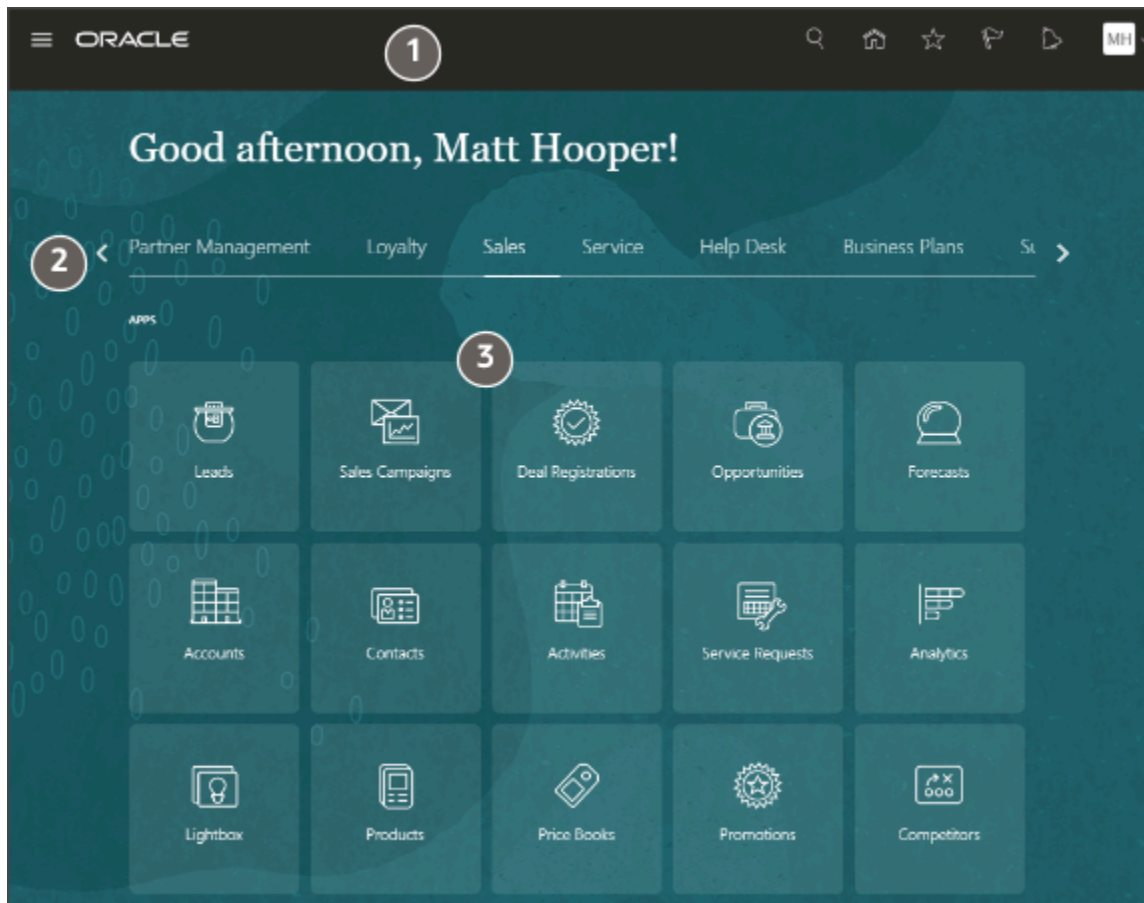 ORACLE
1
MH
Good afternoon, Matt Hooper!
2
Partner Management Loyalty Sales Service Help Desk Business Plans
APPS
3
Leads Sales Campaigns Deal Registrations Opportunities Forecasts
Accounts Contacts Activities Service Requests Analytics
Lightbox Products Price Books Promotions Competitors